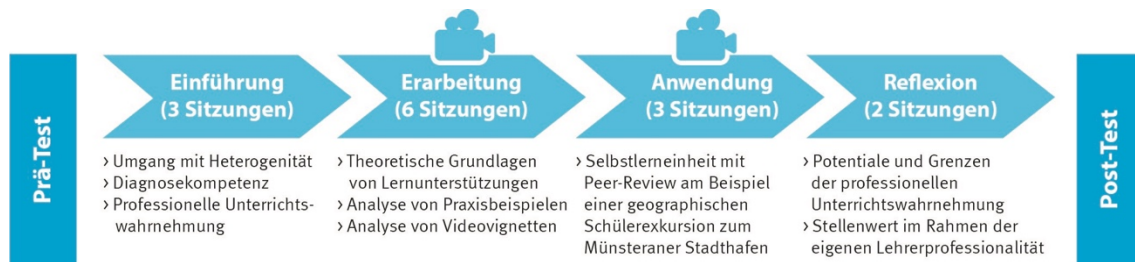 Prä-Test
Einführung
(3 Sitzungen)
› Umgang mit Heterogenität
› Diagnosekompetenz
› Professionelle Unterrichts-
wahrnehmung
Erarbeitung
(6 Sitzungen)
› Theoretische Grundlagen
von Lernunterstützungen
› Analyse von Praxisbeispielen
› Analyse von Videovignetten
Anwendung
(3 Sitzungen)
› Selbstlerneinheit mit
Peer-Review am Beispiel
einer geographischen
Schülerexkursion zum
Münsteraner Stadthafen
Reflexion
(2 Sitzungen)
› Potentiale und Grenzen
der professionellen
Unterrichtswahrnehmung
› Stellenwert im Rahmen der
eigenen Lehrerprofessionalität
Post-Test